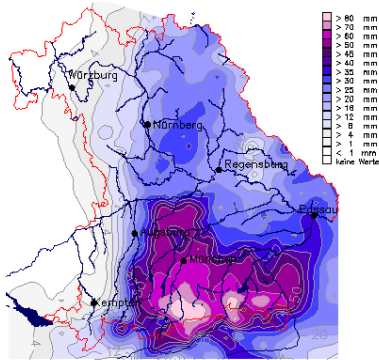 > 80 mm
> 70 mm
> 60 mm
> 50 mm
> 45 mm
> 40 mm
> 35 mm
> 30 mm
> 25 mm
> 20 mm
> 16 mm
> 12 mm
> 8 mm
> 4 mm
> 1 mm
< 1 mm
keine Werte
Würzburg
Nürnberg
Regensburg
Passau
Augsburg
München
Kempten
20